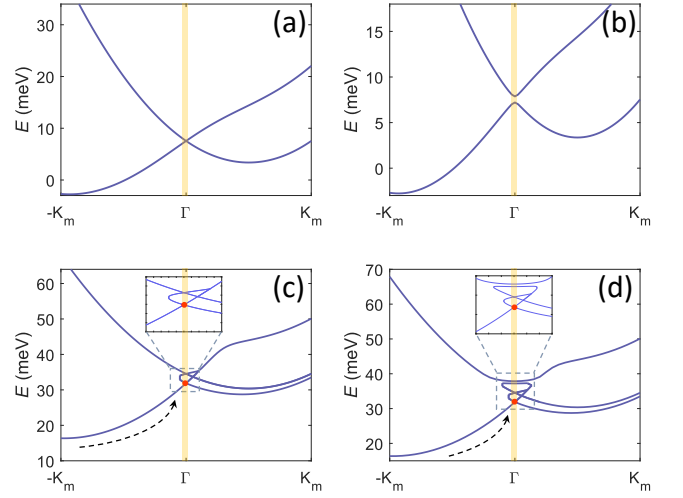 (a)
30
20
10
0
E (meV)
-Kₘ
Γ
Kₘ
(b)
15
10
5
0
E (meV)
-Kₘ
Γ
Kₘ
(c)
60
50
40
30
20
10
E (meV)
-Kₘ
Γ
Kₘ
(d)
70
60
50
40
30
20
E (meV)
-Kₘ
Γ
Kₘ